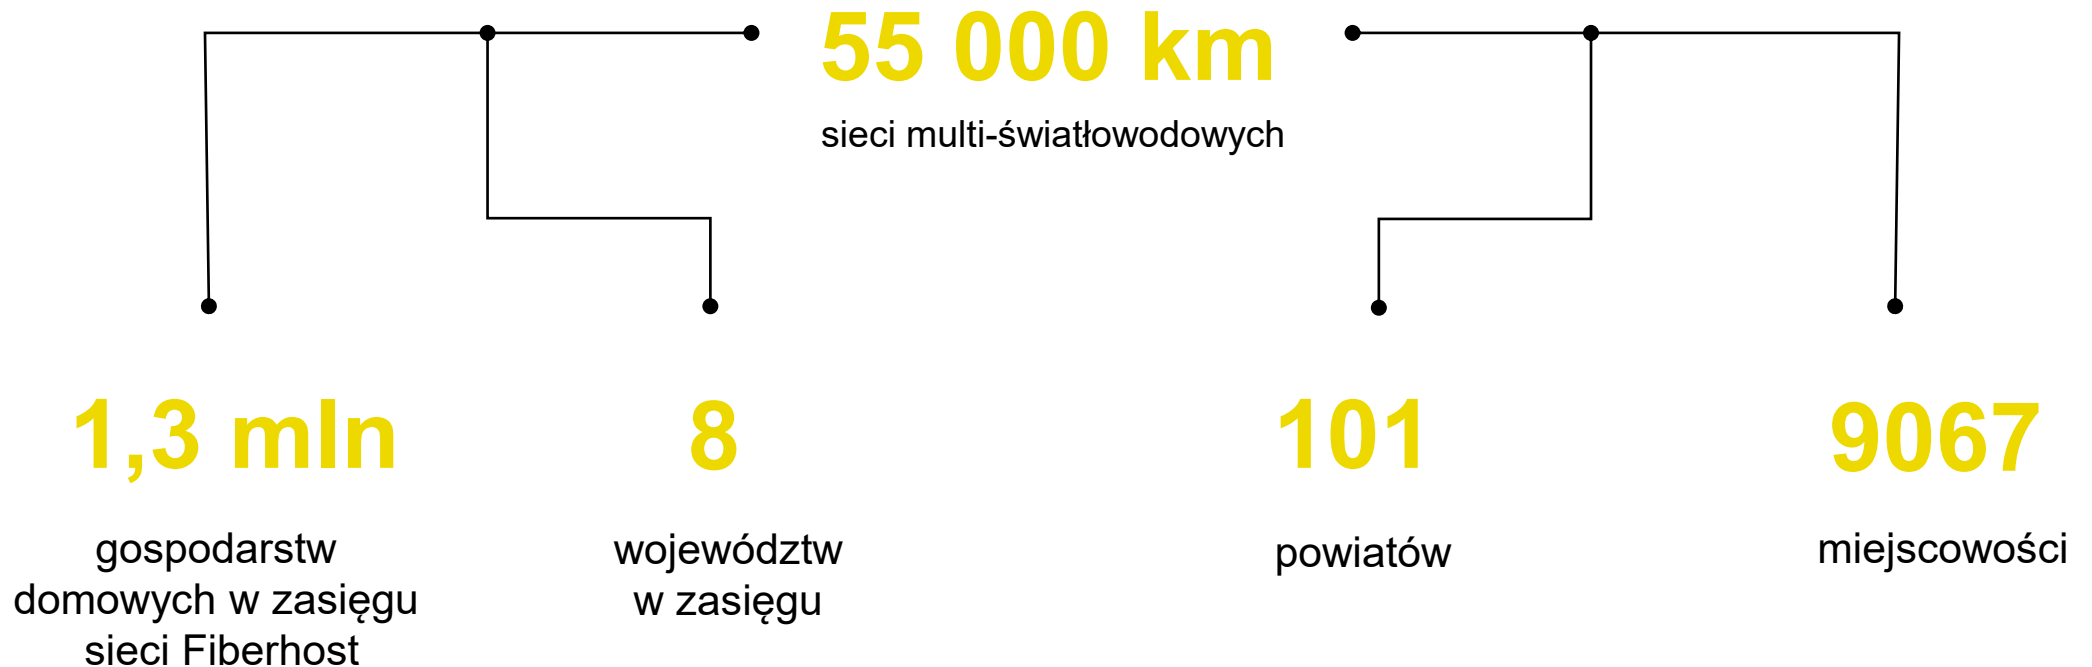 55 000 km
sieci multi-światłowodowych
1,3 mln
gospodarstw
domowych w zasięgu
sieci Fiberhost
8
województw
w zasięgu
101
powiatów
9067
miejscowości